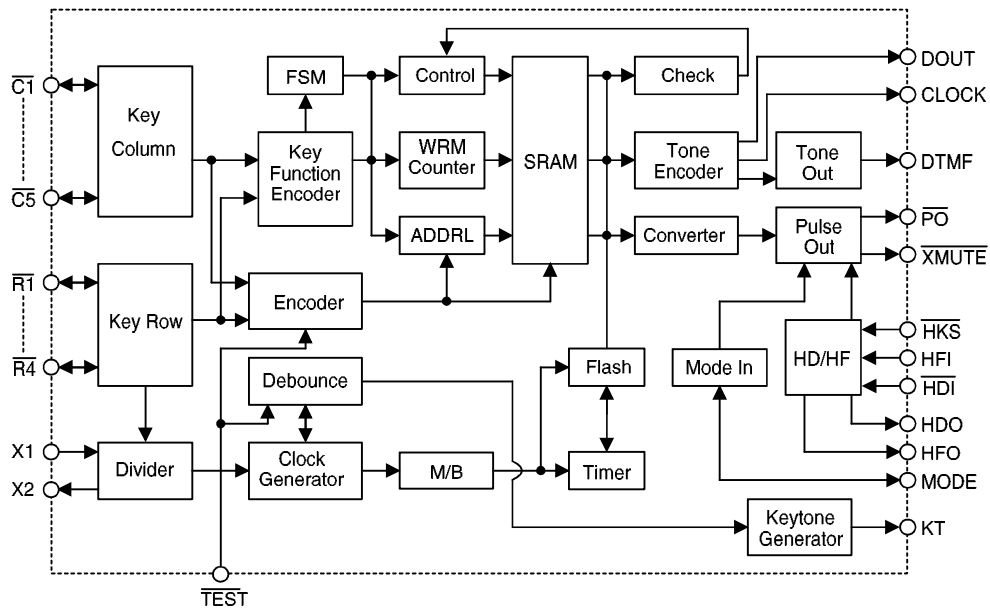 C1
C5
R1
R4
X1
X2
TEST
Key
Column
Key Row
Divider
FSM
Key
Function
Encoder
Encoder
Debounce
Clock
Generator
Control
WRM
Counter
ADDRL
M/B
SRAM
Check
Tone
Encoder
Converter
Flash
Timer
Tone
Out
Pulse
Out
Mode In
HD/HF
Keytone
Generator
DOUT
CLOCK
DTMF
PO
XMUTE
HKS
HFI
HDI
HDO
HFO
MODE
KT